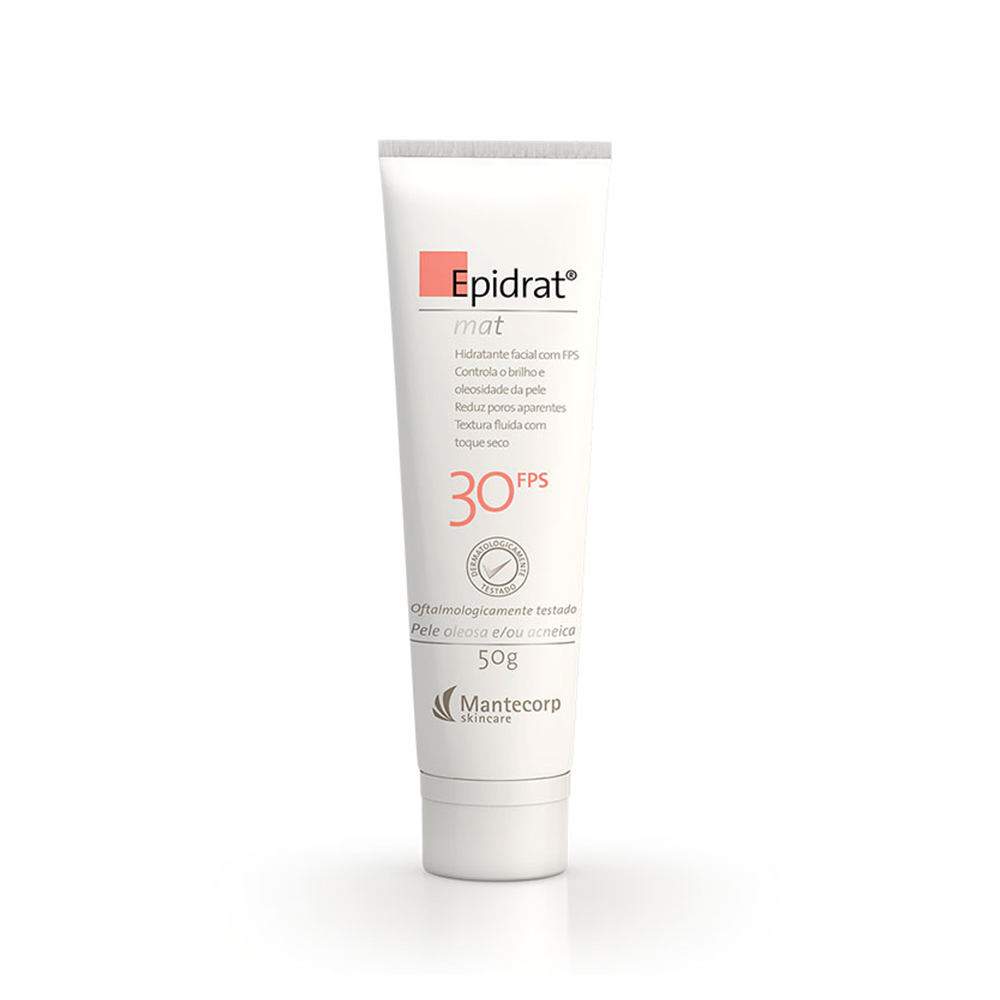 Epidrat®
mat
Hidratante facial com FPS
Controla o brilho e
oleosidade da pele
Reduz poros aparentes
Textura fluida com
toque seco
30 FPS
DERMATOLOGICAMENTE
TESTADO
Oftalmologicamente testado
Pele oleosa e/ou acneica
50g
Mantecorp
skincare